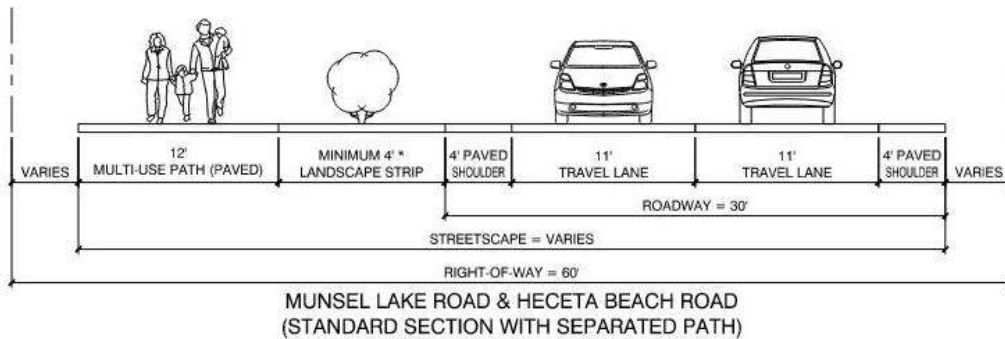 VARIES
12'
MULTI-USE PATH (PAVED)
MINIMUM 4' *
LANDSCAPE STRIP
4' PAVED
SHOULDER
11'
TRAVEL LANE
11'
TRAVEL LANE
4' PAVED
SHOULDER
VARIES
ROADWAY = 30'
STREETSCAPE = VARIES
RIGHT-OF-WAY = 60'
MUNSEL LAKE ROAD & HECETA BEACH ROAD
(STANDARD SECTION WITH SEPARATED PATH)